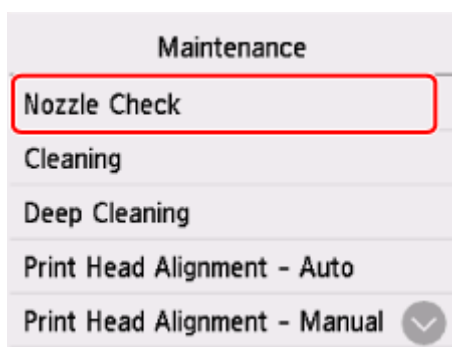 Maintenance
Nozzle Check
Cleaning
Deep Cleaning
Print Head Alignment - Auto
Print Head Alignment - Manual